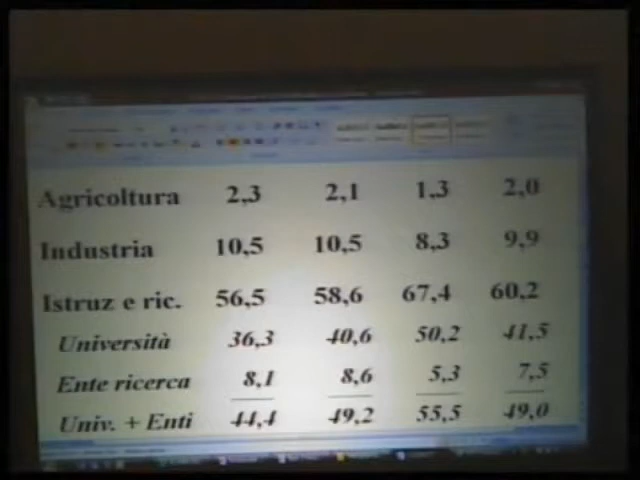 Agricoltura 2,3 2,1 1,3 2,0
Industria 10,5 10,5 8,3 9,9
Istruz e ric. 56,5 58,6 67,4 60,2
Università 36,3 40,6 50,2 41,5
Ente ricerca 8,1 8,6 5,3 7,5
Univ. + Enti 44,4 49,2 55,5 49,0